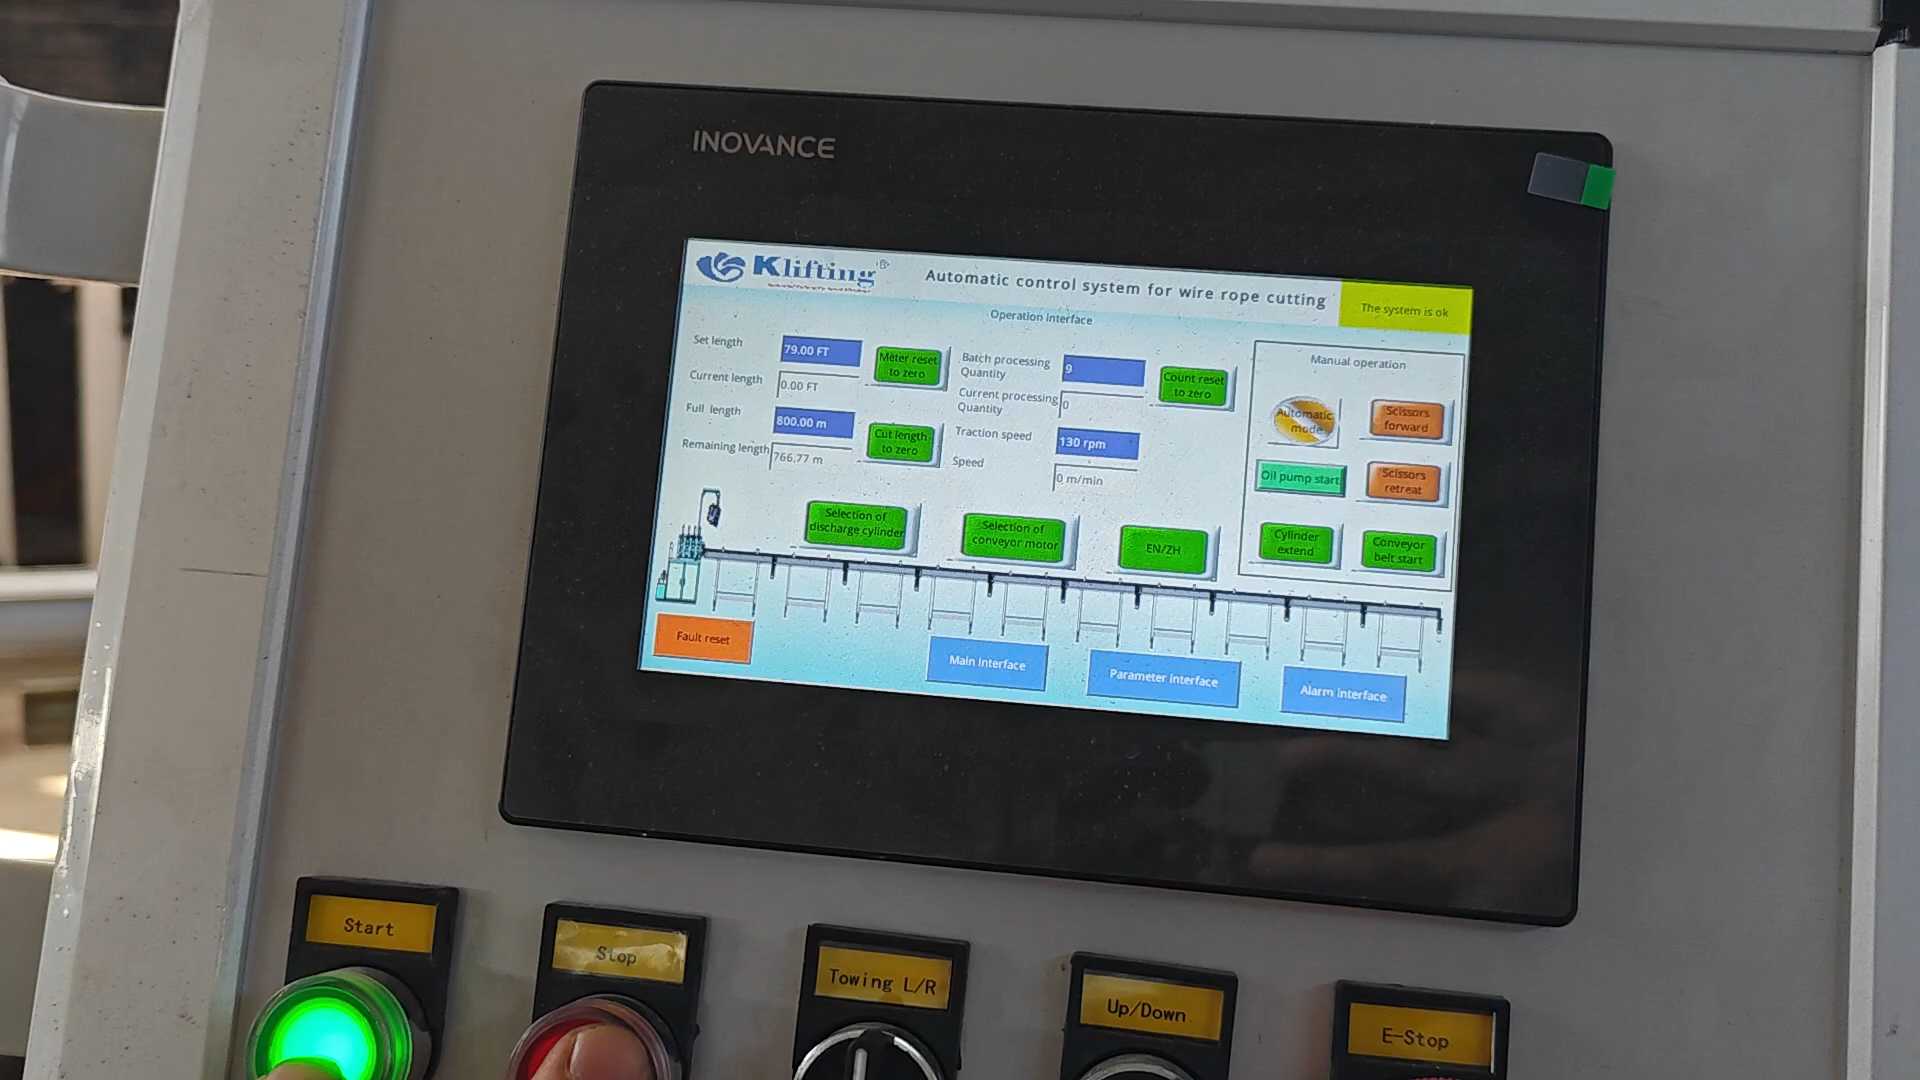 INOVANCE
Klifting®
Automatic control system for wire rope cutting
The system is ok
Operation interface
Set length
79.00 FT
Meter reset
to zero
Current length
0.00 FT
Full length
800.00 m
Cut length
to zero
Remaining length
766.77 m
Batch processing
Quantity
9
Count reset
to zero
Current processing
Quantity
0
Traction speed
130 rpm
Speed
0 m/min
Manual operation
Automatic
mode
Scissors
forward
Oil pump start
Scissors
retreat
Cylinder
extend
Conveyor
belt start
Selection of
discharge cylinder
Selection of
conveyor motor
EN/ZH
Fault reset
Main interface
Parameter interface
Alarm interface
Start
Stop
Towing L/R
Up/Down
E-Stop